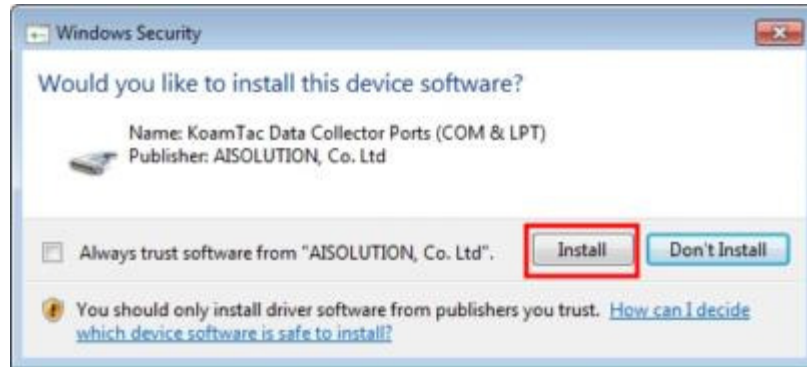 Windows Security
Would you like to install this device software?
Name: KoamTac Data Collector Ports (COM & LPT)
Publisher: AISOLUTION, Co. Ltd
Always trust software from "AISOLUTION, Co. Ltd".
Install
Don't Install
You should only install driver software from publishers you trust. How can I decide
which device software is safe to install?